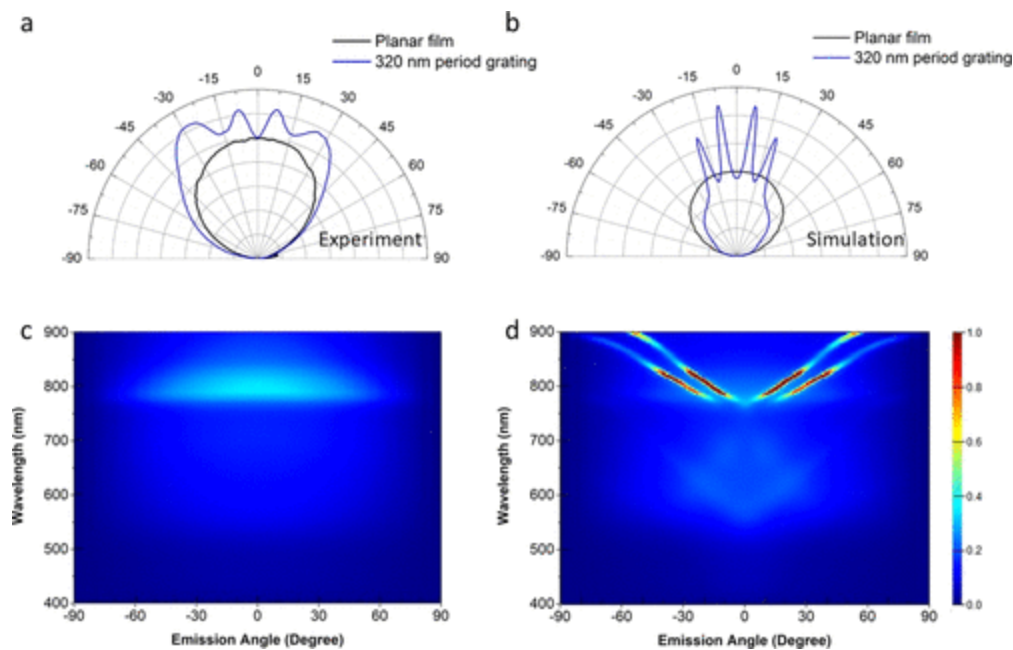 a
Planar film
320 nm period grating
-90 -75 -60 -45 -30 -15 0 15 30 45 60 75 90
Experiment
b
Planar film
320 nm period grating
-90 -75 -60 -45 -30 -15 0 15 30 45 60 75 90
Simulation
c
Wavelength (nm)
900
800
700
600
500
400
-90 -60 -30 0 30 60 90
Emission Angle (Degree)
d
Wavelength (nm)
900
800
700
600
500
400
-90 -60 -30 0 30 60 90
Emission Angle (Degree)
1.0
0.8
0.6
0.4
0.2
0.0